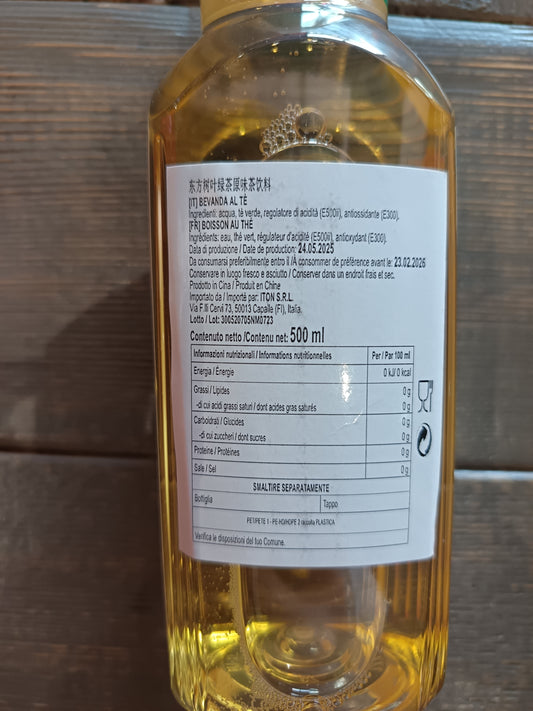 东方树叶绿茶原味茶饮料
[IT] BEVANDA AL TÈ
Ingredienti: acqua, tè verde, regolatore di acidità (E500ii), antiossidante (E300).
[FR] BOISSON AU THÉ
Ingrédients: eau, thé vert, régulateur d'acidité (E500ii), antioxydant (E300).
Data di produzione / Date de production: 24.05.2025
Da consumarsi preferibilmente entro il /À consommer de préférence avant le: 23.02.2026
Conservare in luogo fresco e asciutto / Conserver dans un endroit frais et sec.
Prodotto in Cina / Produit en Chine
Importato da / Importé par: ITON S.R.L.
Via F.lli Cervi 73, 50013 Capalle (FI), Italia.
Lotto / Lot: 300520705NM0723
Contenuto netto /Contenu net: 500 ml
Informazioni nutrizionali / Informations nutritionnelles Per / Par 100 ml
Energia / Énergie 0 kJ/ 0 kcal
Grassi / Lipides 0 g
-di cui acidi grassi saturi / dont acides gras saturés 0 g
Carboidrati / Glucides 0 g
-di cui zuccheri / dont sucres 0 g
Proteine / Protéines 0 g
Sale / Sel 0 g
SMALTIRE SEPARATAMENTE
Bottiglia Tappo
PET/PETE 1 - PE-HD/HDPE 2 raccolta PLASTICA
Verifica le disposizioni del tuo Comune.